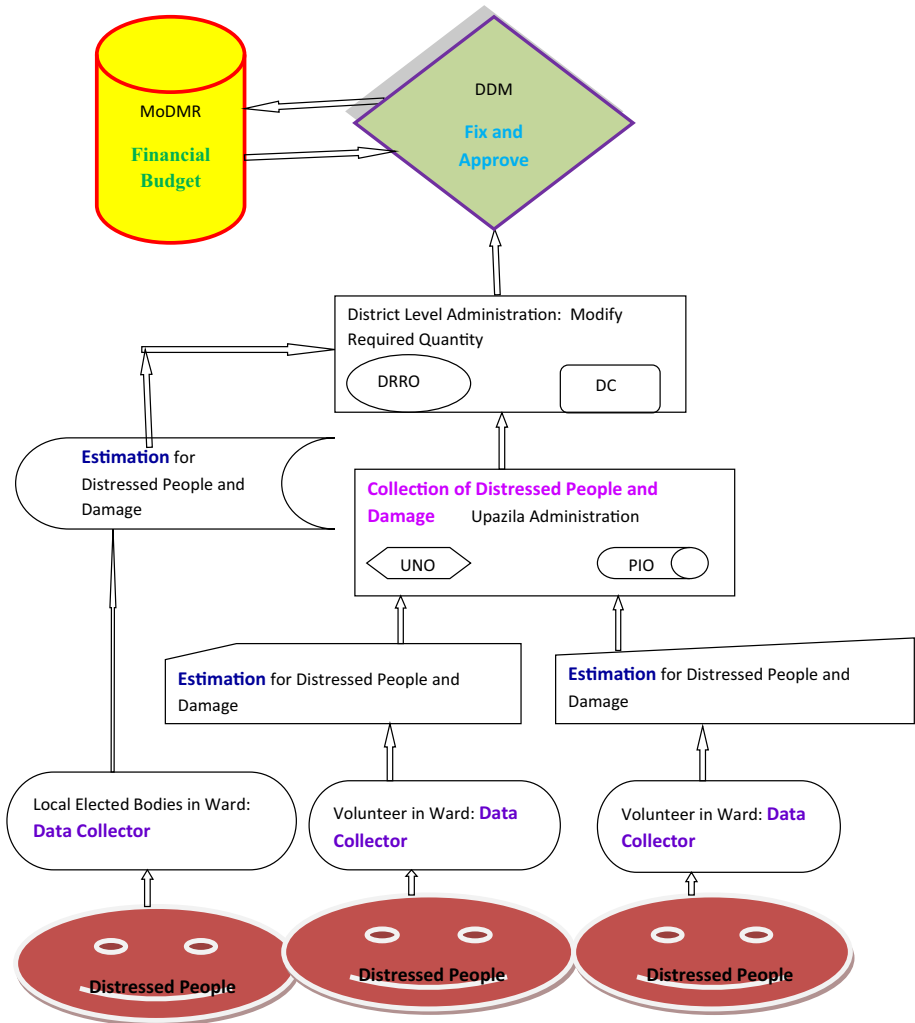 MoDMR
Financial
Budget
DDM
Fix and
Approve
District Level Administration: Modify
Required Quantity
DRRO
DC
Estimation for
Distressed People and
Damage
Collection of Distressed People and
Damage Upazila Administration
UNO
PIO
Estimation for Distressed People and
Damage
Estimation for Distressed People and
Damage
Local Elected Bodies in Ward:
Data Collector
Volunteer in Ward: Data
Collector
Volunteer in Ward: Data
Collector
Distressed People
Distressed People
Distressed People